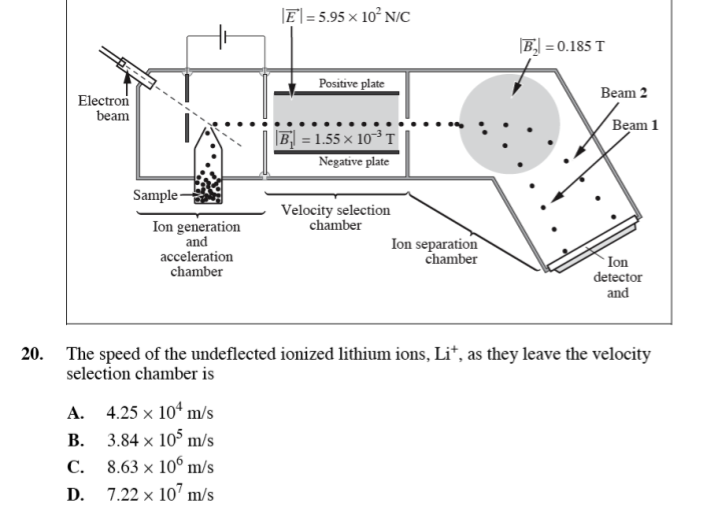 |E⃗| = 5.95 × 10² N/C
|B⃗₂| = 0.185 T
Positive plate
Beam 2
Electron
beam
Beam 1
|B⃗₁| = 1.55 × 10⁻³ T
Negative plate
Sample
Velocity selection
chamber
Ion generation
and
acceleration
chamber
Ion separation
chamber
Ion
detector
and
20. The speed of the undeflected ionized lithium ions, Li⁺, as they leave the velocity
selection chamber is
A. 4.25 × 10⁴ m/s
B. 3.84 × 10⁵ m/s
C. 8.63 × 10⁶ m/s
D. 7.22 × 10⁷ m/s